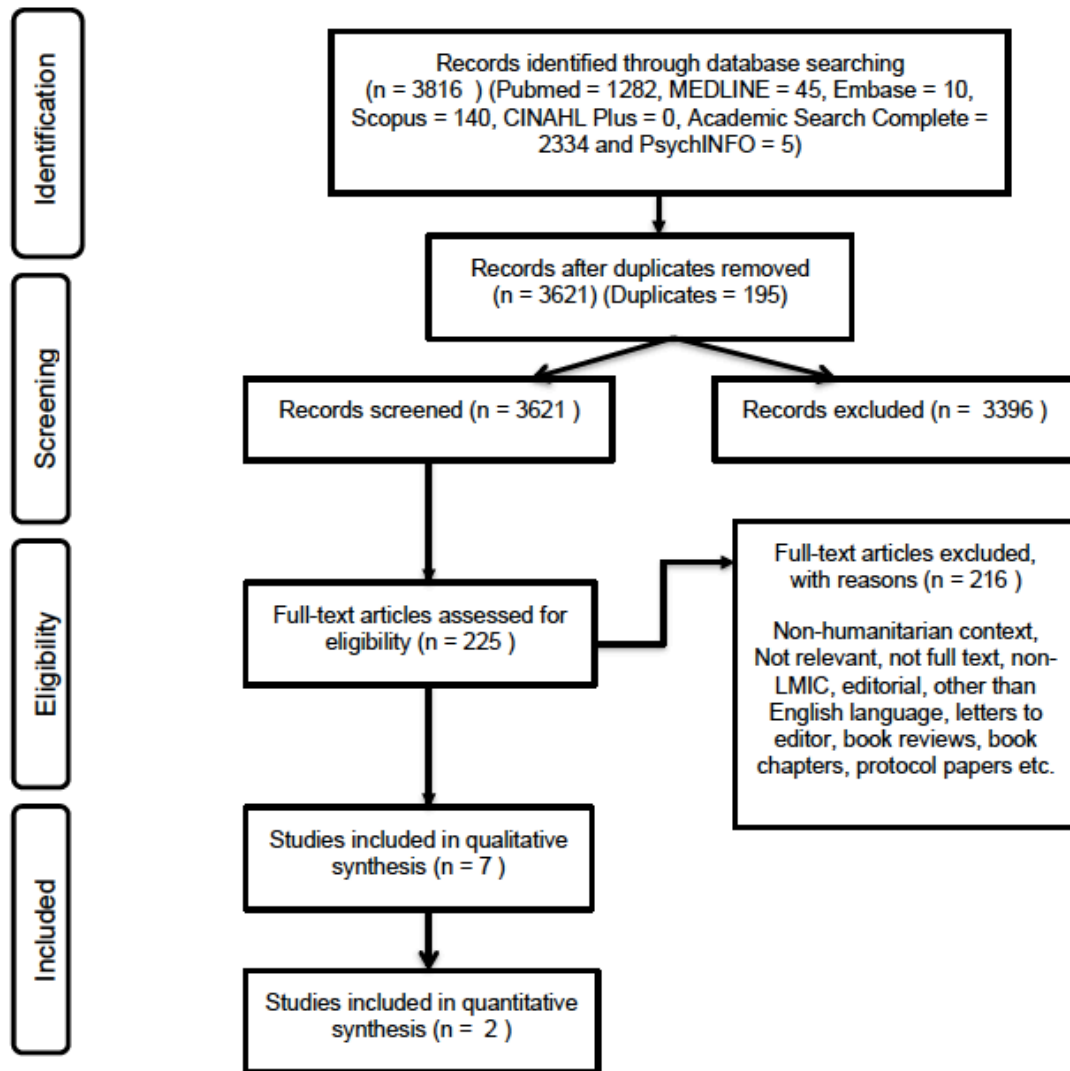 Identification
Records identified through database searching
(n = 3816 ) (Pubmed = 1282, MEDLINE = 45, Embase = 10,
Scopus = 140, CINAHL Plus = 0, Academic Search Complete =
2334 and PsychINFO = 5)
Records after duplicates removed
(n = 3621) (Duplicates = 195)
Screening
Records screened (n = 3621 )
Records excluded (n = 3396 )
Eligibility
Full-text articles assessed for
eligibility (n = 225 )
Full-text articles excluded,
with reasons (n = 216 )
Non-humanitarian context,
Not relevant, not full text, non-
LMIC, editorial, other than
English language, letters to
editor, book reviews, book
chapters, protocol papers etc.
Included
Studies included in qualitative
synthesis (n = 7 )
Studies included in quantitative
synthesis (n = 2 )